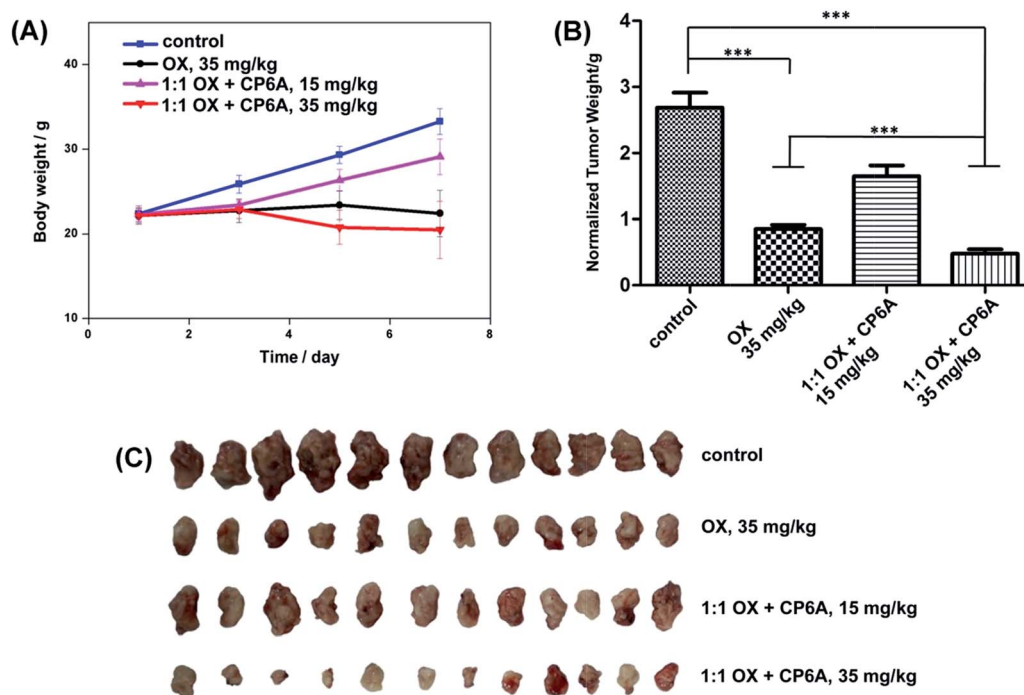 (A)
Body weight / g
40
30
20
10
0
2
4
6
8
Time / day
control
OX, 35 mg/kg
1:1 OX + CP6A, 15 mg/kg
1:1 OX + CP6A, 35 mg/kg
(B)
Normalized Tumor Weight/g
4
3
2
1
0
***
***
***
control
OX
35 mg/kg
1:1 OX + CP6A
15 mg/kg
1:1 OX + CP6A
35 mg/kg
(C)
control
OX, 35 mg/kg
1:1 OX + CP6A, 15 mg/kg
1:1 OX + CP6A, 35 mg/kg